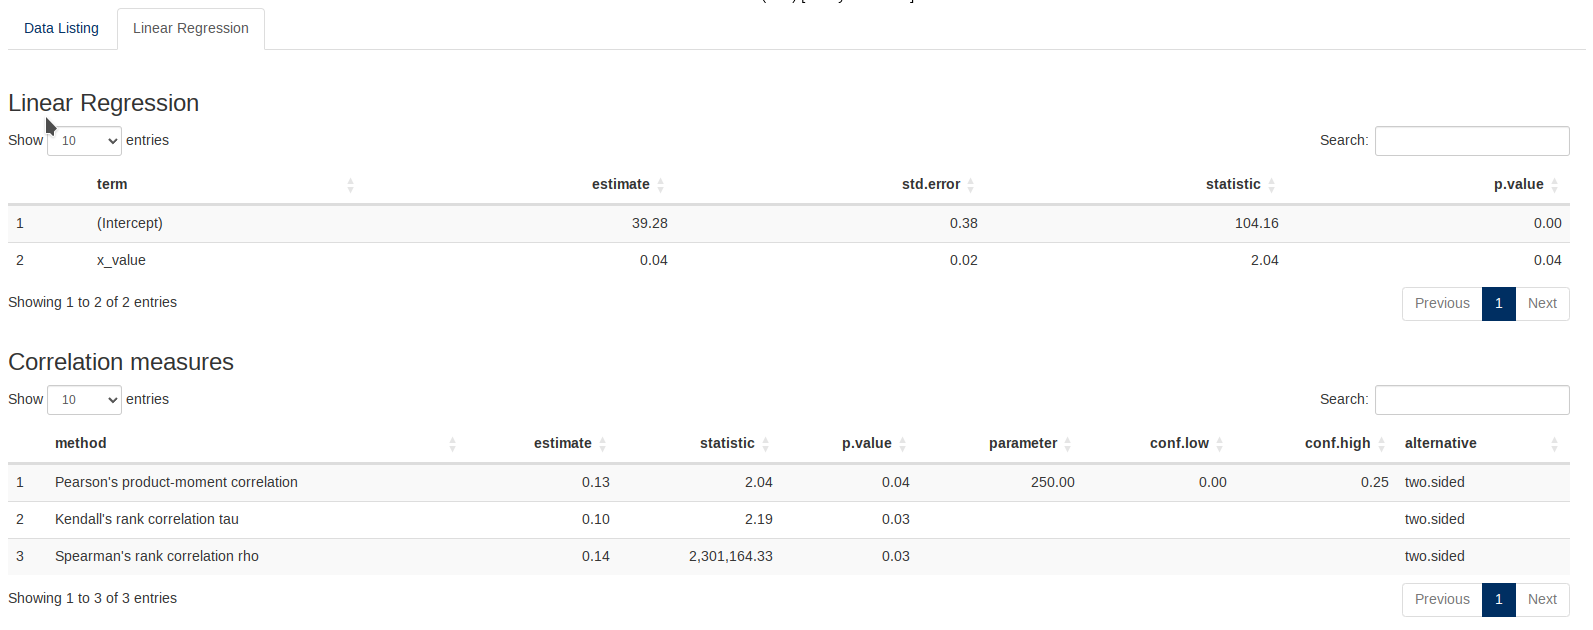 Data Listing Linear Regression
Linear Regression
Show 10 entries Search:
term estimate std.error statistic p.value
1 (Intercept) 39.28 0.38 104.16 0.00
2 x_value 0.04 0.02 2.04 0.04
Showing 1 to 2 of 2 entries Previous 1 Next
Correlation measures
Show 10 entries Search:
method estimate statistic p.value parameter conf.low conf.high alternative
1 Pearson's product-moment correlation 0.13 2.04 0.04 250.00 0.00 0.25 two.sided
2 Kendall's rank correlation tau 0.10 2.19 0.03 two.sided
3 Spearman's rank correlation rho 0.14 2,301,164.33 0.03 two.sided
Showing 1 to 3 of 3 entries Previous 1 Next